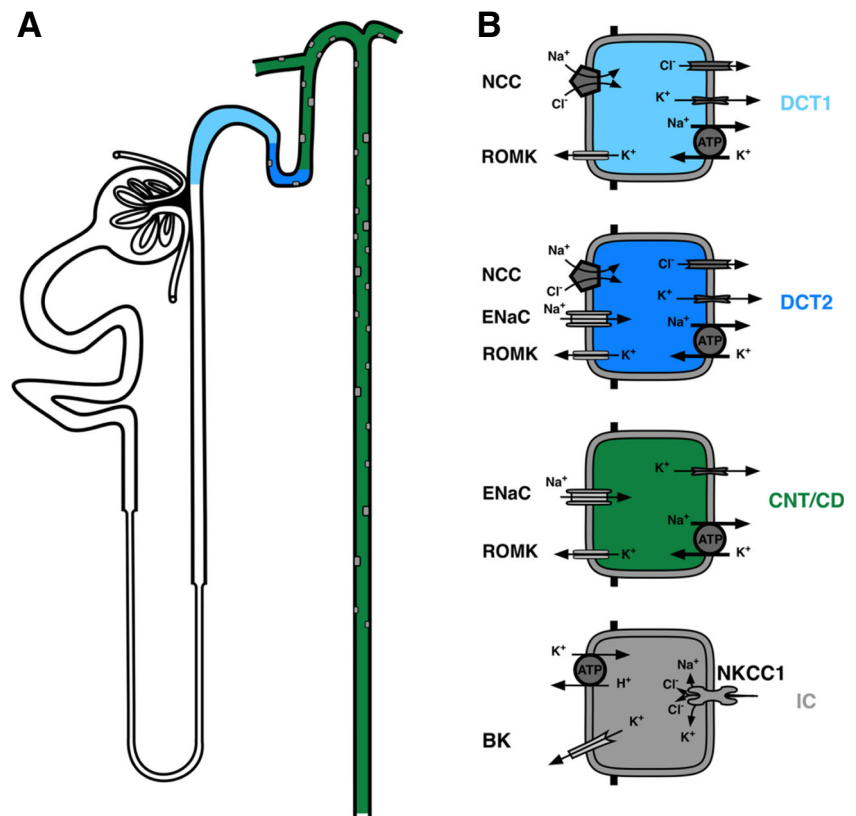 A
B
Na⁺
Cl⁻
NCC
K⁺
DCT1
Cl⁻
Na⁺
ATP
ROMK
K⁺
K⁺
Na⁺
Cl⁻
NCC
K⁺
Cl⁻
DCT2
ENaC
Na⁺
Na⁺
ATP
ROMK
K⁺
K⁺
K⁺
ENaC
Na⁺
CNT/CD
Na⁺
ATP
ROMK
K⁺
K⁺
K⁺
ATP
Na⁺
NKCC1
H⁺
Cl⁻
IC
Cl⁻
K⁺
BK
K⁺